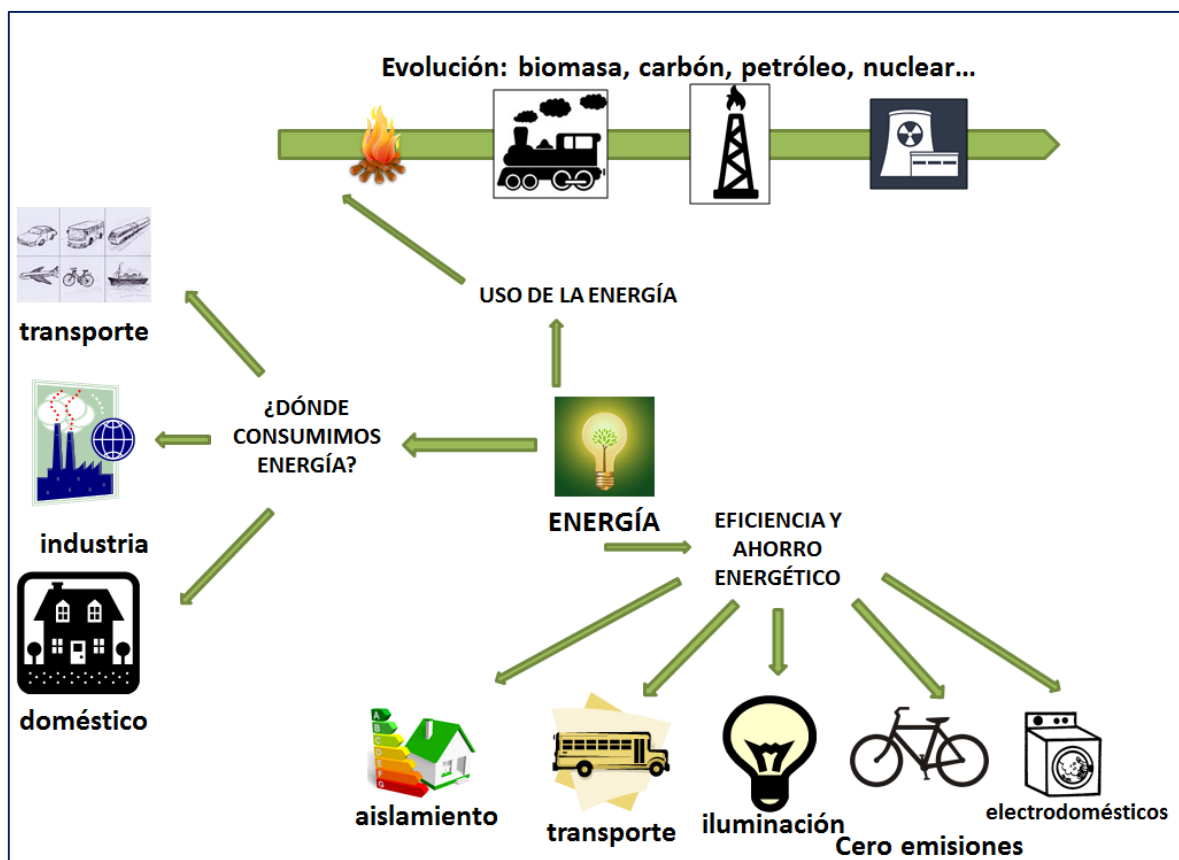 Evolución: biomasa, carbón, petróleo, nuclear...
USO DE LA ENERGÍA
transporte
¿DÓNDE
CONSUMIMOS
ENERGÍA?
industria
doméstico
ENERGÍA
EFICIENCIA Y
AHORRO
ENERGÉTICO
A
B
C
D
E
F
G
aislamiento
transporte
iluminación
Cero emisiones
electrodomésticos